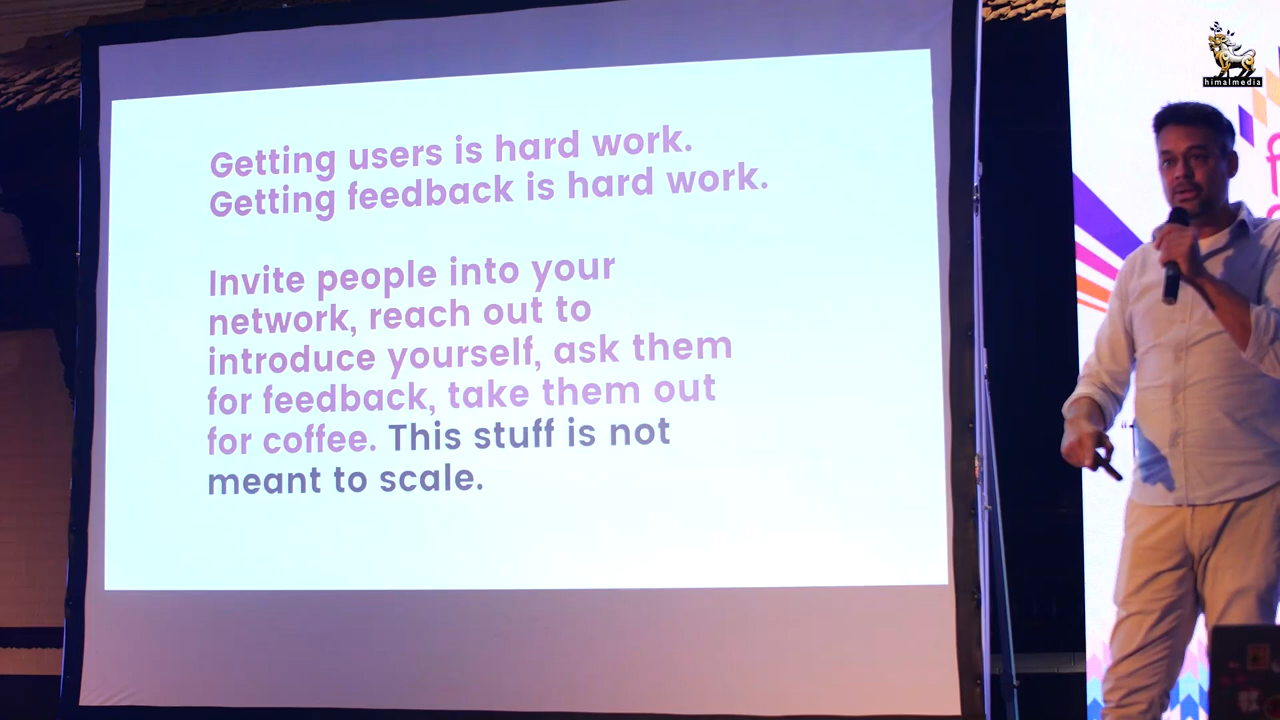 himalmedia
Getting users is hard work.
Getting feedback is hard work.
Invite people into your
network, reach out to
introduce yourself, ask them
for feedback, take them out
for coffee. This stuff is not
meant to scale.